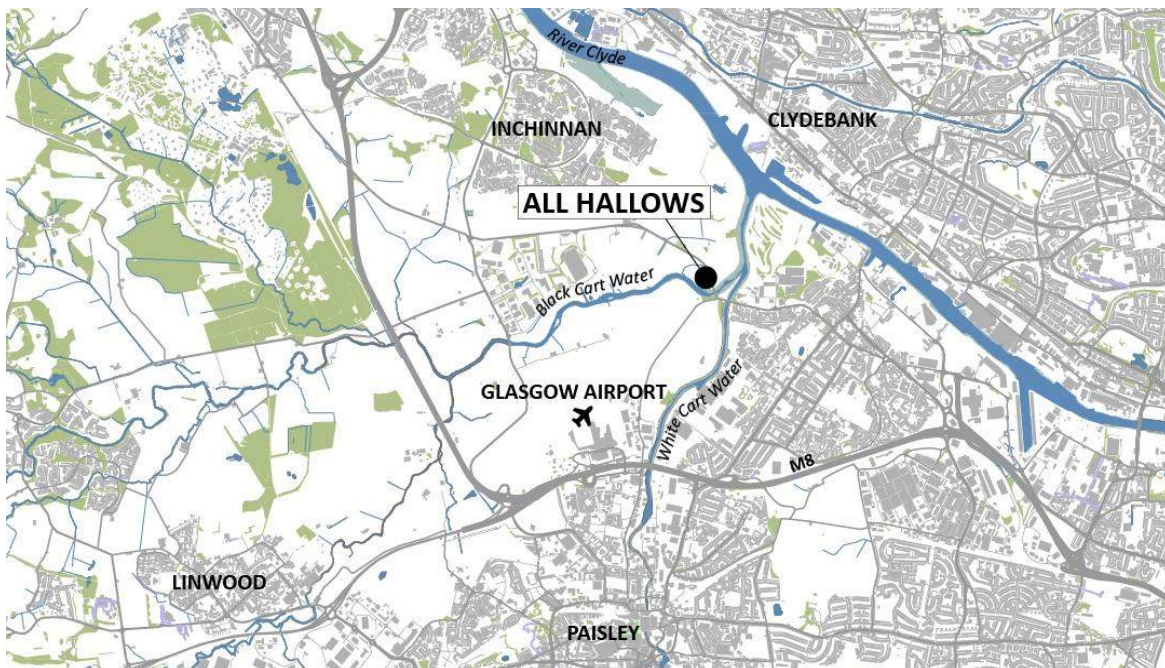 River Clyde
CLYDEBANK
INCHINNAN
ALL HALLOWS
Black Cart Water
GLASGOW AIRPORT
White Cart Water
M8
LINWOOD
PAISLEY